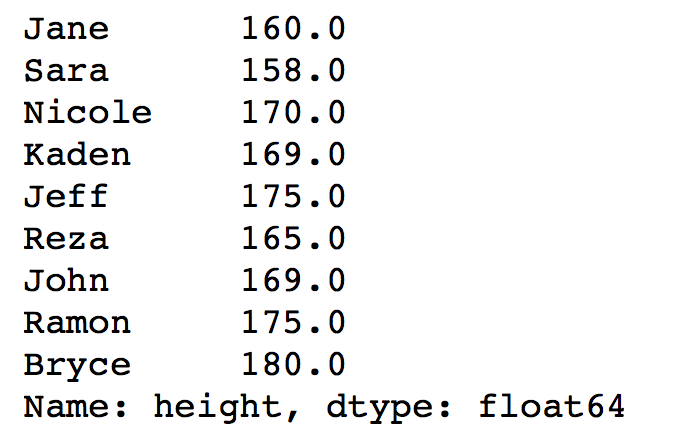 Jane      160.0
Sara      158.0
Nicole    170.0
Kaden     169.0
Jeff      175.0
Reza      165.0
John      169.0
Ramon     175.0
Bryce     180.0
Name: height, dtype: float64